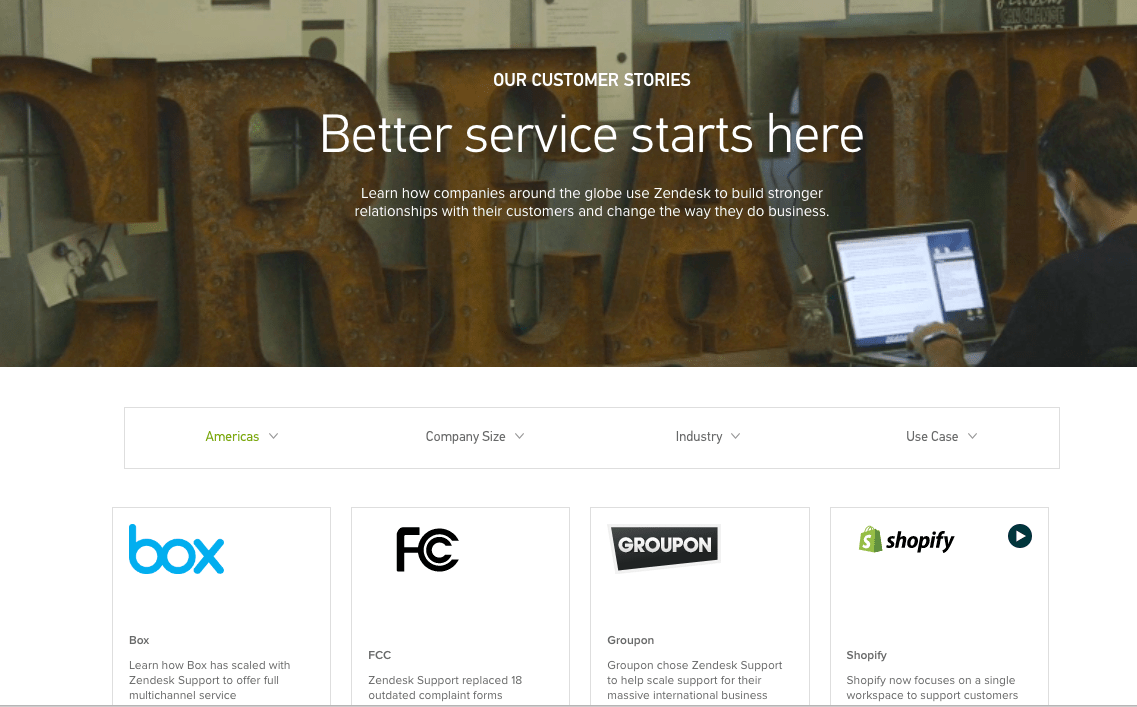 OUR CUSTOMER STORIES
Better service starts here
Learn how companies around the globe use Zendesk to build stronger
relationships with their customers and change the way they do business.
Americas
Company Size
Industry
Use Case
box
FCC
GROUPON
shopify
Box
Learn how Box has scaled with
Zendesk Support to offer full
multichannel service
FCC
Zendesk Support replaced 18
outdated complaint forms
Groupon
Groupon chose Zendesk Support
to help scale support for their
massive international business
Shopify
Shopify now focuses on a single
workspace to support customers